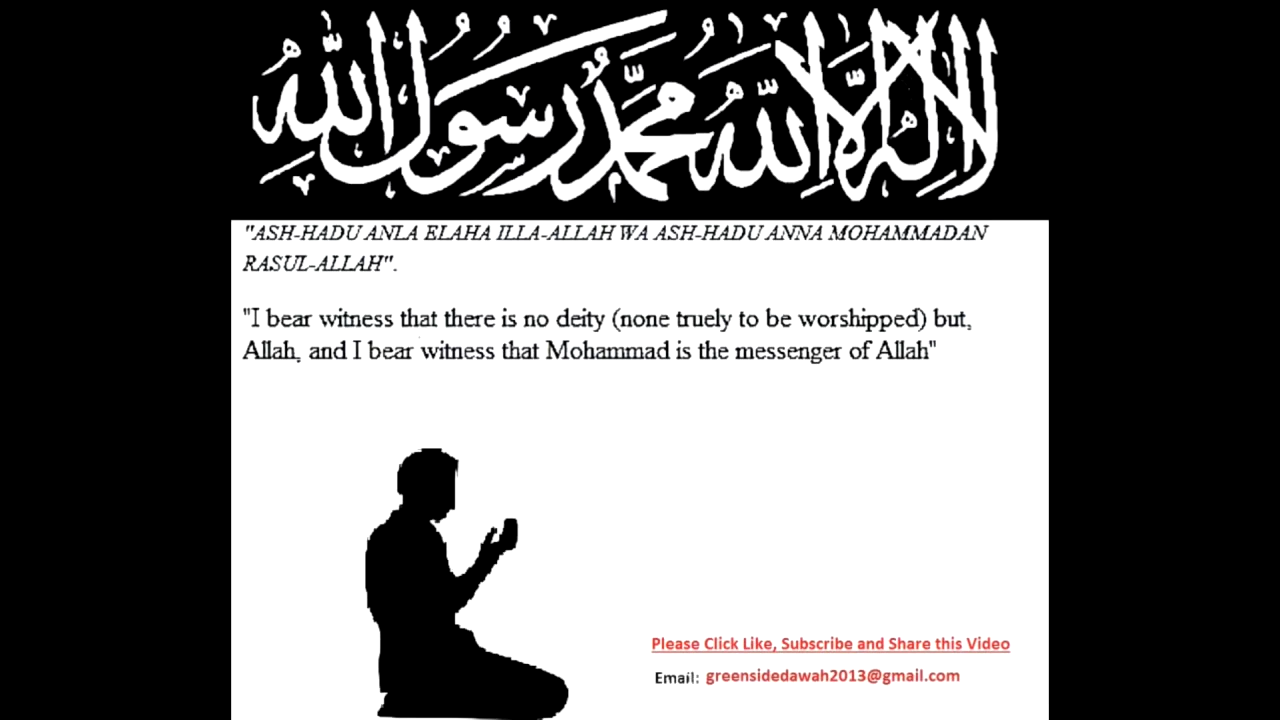 لا إله إلا الله محمد رسول الله
"ASH-HADU ANLA ELAHA ILLA-ALLAH WA ASH-HADU ANNA MOHAMMADAN
RASUL-ALLAH".
"I bear witness that there is no deity (none truely to be worshipped) but,
Allah, and I bear witness that Mohammad is the messenger of Allah"
Please Click Like, Subscribe and Share this Video
Email: greensidedawah2013@gmail.com